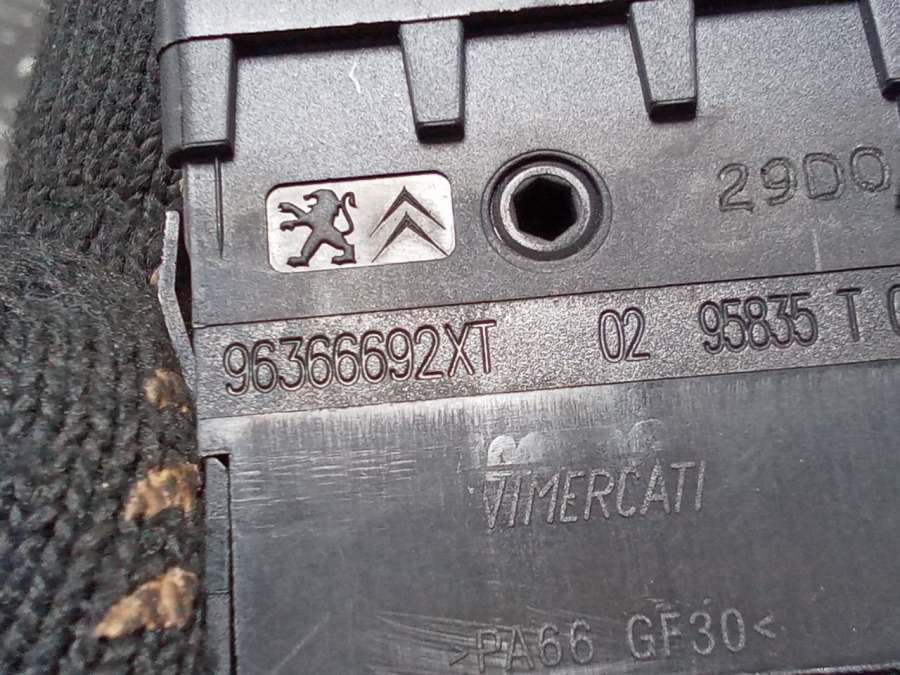 29D0
96366692XT 02 95835 T
VIMERCATI
>PA66 GF30<